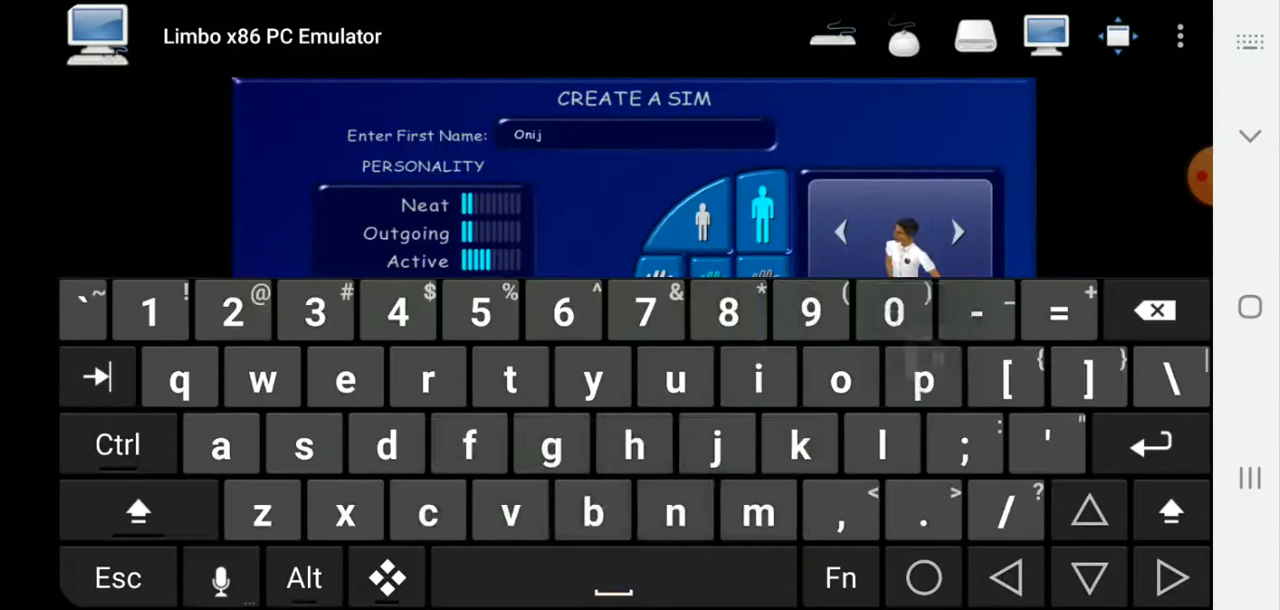 Limbo x86 PC Emulator
CREATE A SIM
Enter First Name: Onij
PERSONALITY
Neat
Outgoing
Active
` ~ 1 ! 2 @ 3 # 4 $ 5 % 6 ^ 7 & 8 * 9 ( 0 ) - _ = +
q w e r t y u i o p [ { ] } \ |
Ctrl a s d f g h j k l ; : ' "
z x c v b n m , < . > / ?
Esc Alt Fn